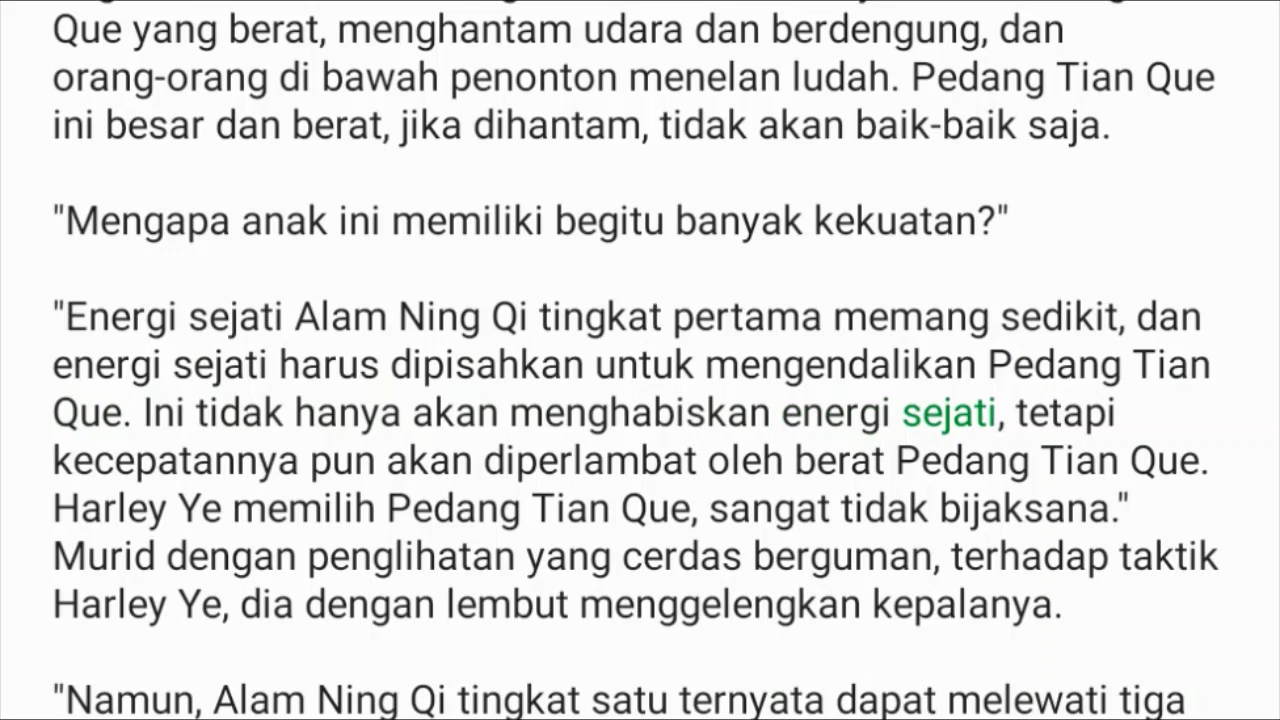 Que yang berat, menghantam udara dan berdengung, dan
orang-orang di bawah penonton menelan ludah. Pedang Tian Que
ini besar dan berat, jika dihantam, tidak akan baik-baik saja.
"Mengapa anak ini memiliki begitu banyak kekuatan?"
"Energi sejati Alam Ning Qi tingkat pertama memang sedikit, dan
energi sejati harus dipisahkan untuk mengendalikan Pedang Tian
Que. Ini tidak hanya akan menghabiskan energi sejati, tetapi
kecepatannya pun akan diperlambat oleh berat Pedang Tian Que.
Harley Ye memilih Pedang Tian Que, sangat tidak bijaksana."
Murid dengan penglihatan yang cerdas berguman, terhadap taktik
Harley Ye, dia dengan lembut menggelengkan kepalanya.
"Namun, Alam Ning Qi tingkat satu ternyata dapat melewati tiga